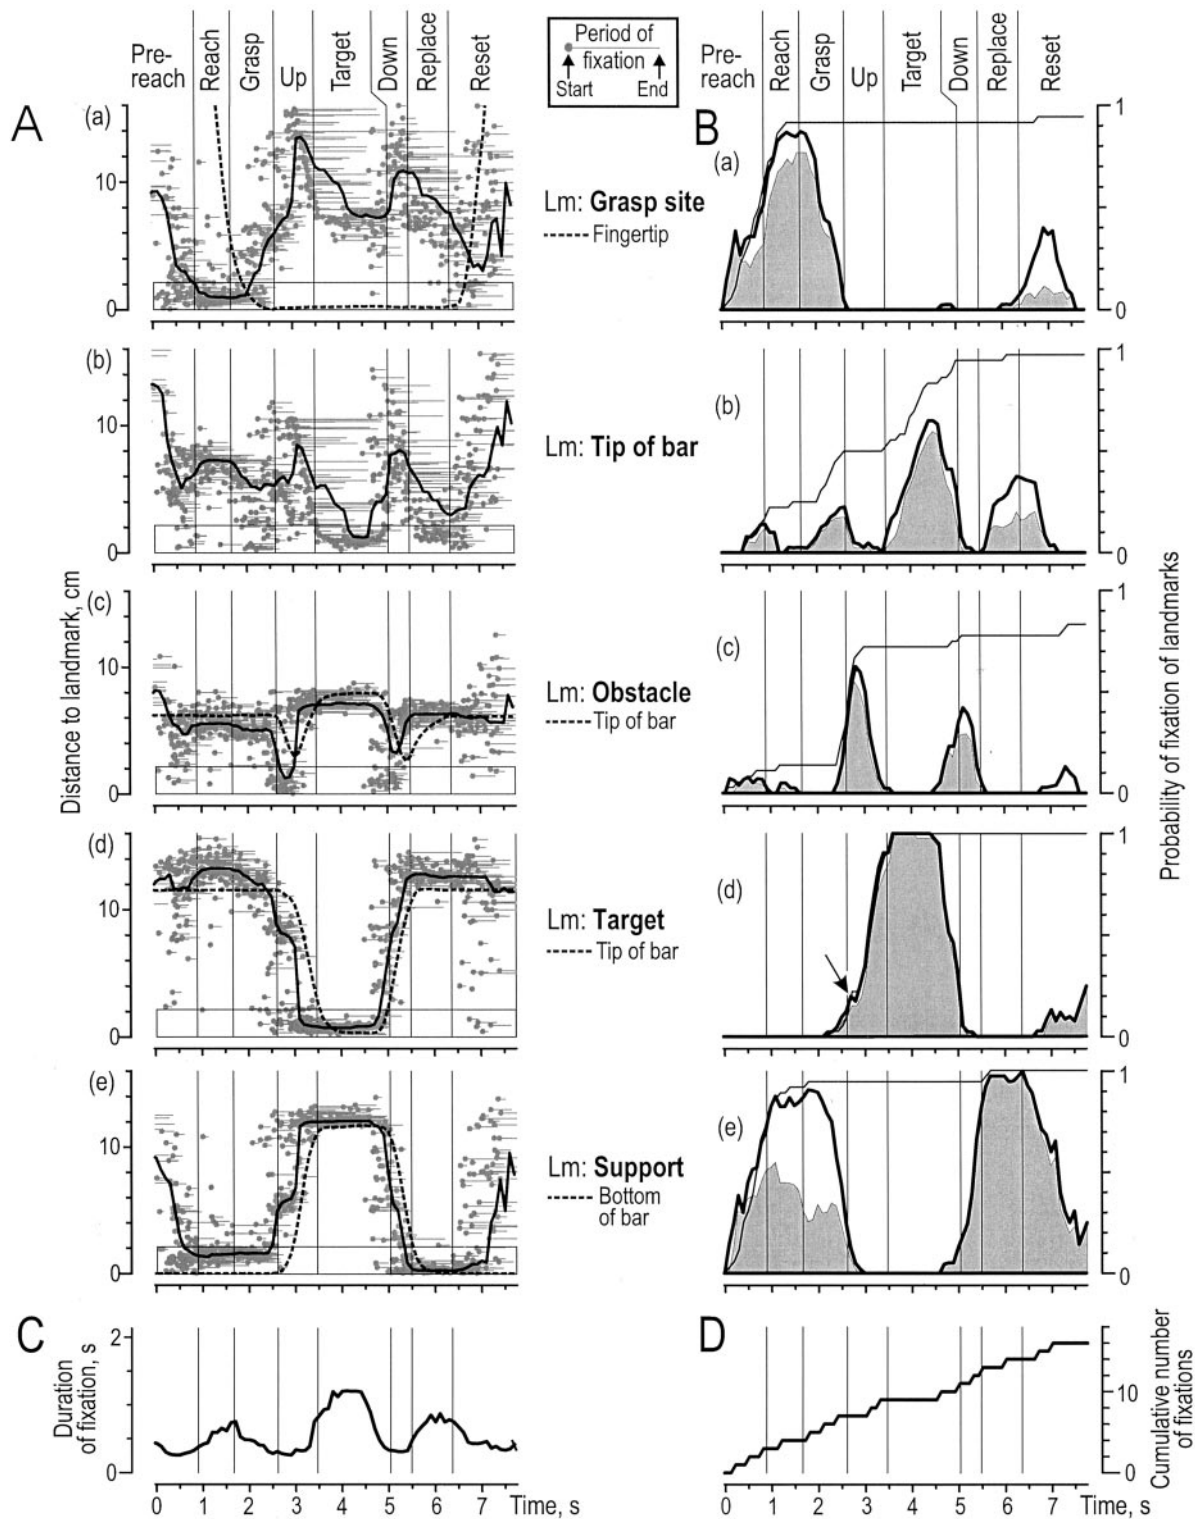 Pre-
reach
Reach
Grasp
Up
Target
Down
Replace
Reset
Period of
fixation
Start End
Pre-
reach
Reach
Grasp
Up
Target
Down
Replace
Reset
A
B
(a)
10
0
Lm: Grasp site
Fingertip
(a)
1
0
(b)
10
0
Lm: Tip of bar
(b)
1
0
(c)
10
0
Lm: Obstacle
Tip of bar
(c)
1
0
(d)
10
0
Lm: Target
Tip of bar
(d)
1
0
(e)
10
0
Lm: Support
Bottom
of bar
(e)
1
0
Distance to landmark, cm
Probability of fixation of landmarks
C
2
0
Duration
of fixation, s
0 1 2 3 4 5 6 7 Time, s
D
10
0
Cumulative number
of fixations
0 1 2 3 4 5 6 7 Time, s